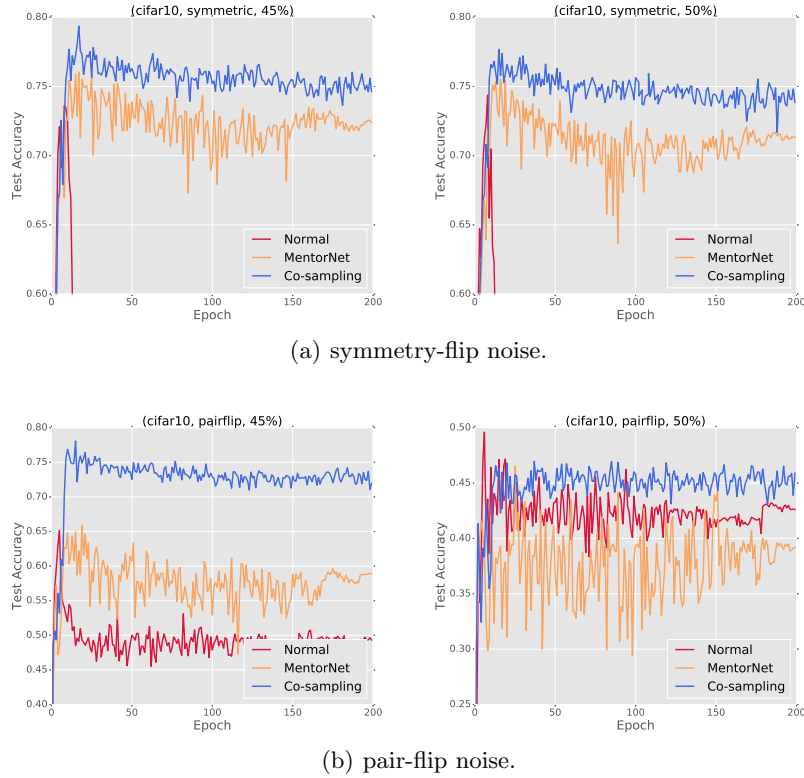 (cifar10, symmetric, 45%)
0.80
0.75
0.70
0.65
0.60
Test Accuracy
Normal
MentorNet
Co-sampling
0 50 100 150 200
Epoch
(cifar10, symmetric, 50%)
0.80
0.75
0.70
0.65
0.60
Test Accuracy
Normal
MentorNet
Co-sampling
0 50 100 150 200
Epoch
(a) symmetry-flip noise.
(cifar10, pairflip, 45%)
0.80
0.75
0.70
0.65
0.60
0.55
0.50
0.45
0.40
Test Accuracy
Normal
MentorNet
Co-sampling
0 50 100 150 200
Epoch
(cifar10, pairflip, 50%)
0.50
0.45
0.40
0.35
0.30
0.25
Test Accuracy
Normal
MentorNet
Co-sampling
0 50 100 150 200
Epoch
(b) pair-flip noise.